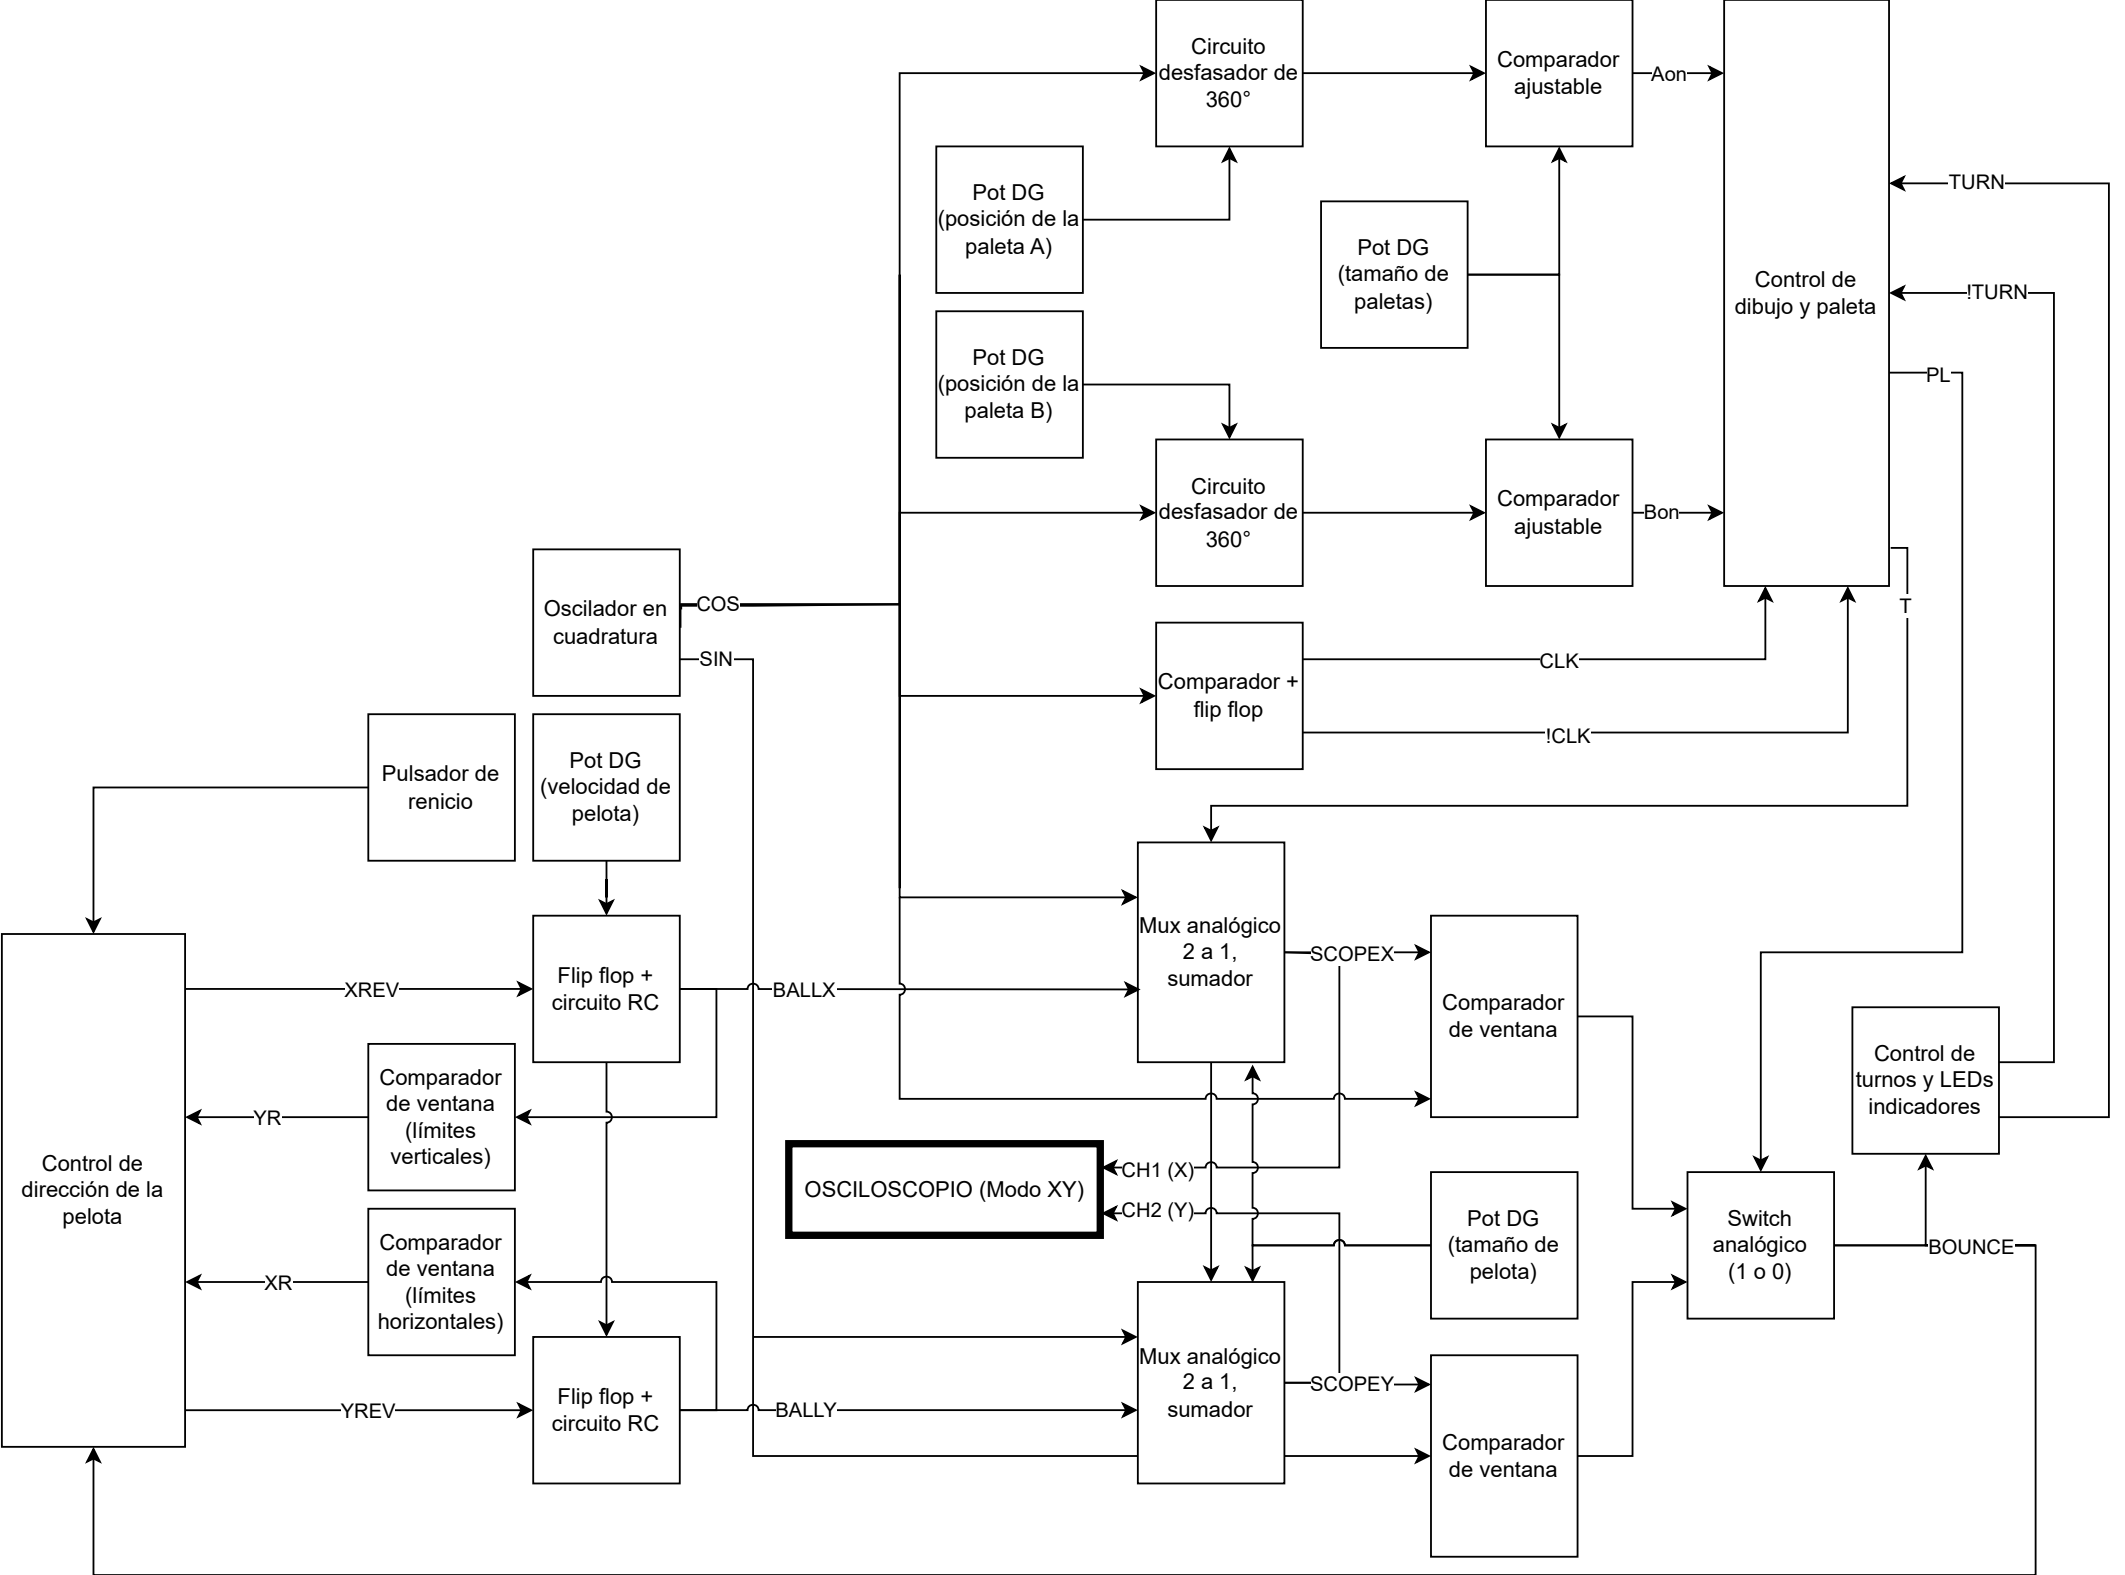 Circuito
desfasador de
360°
Comparador
ajustable
Aon
Pot DG
(posición de la
paleta A)
TURN
Pot DG
(tamaño de
paletas)
Control de
dibujo y paleta
!TURN
Pot DG
(posición de la
paleta B)
PL
Circuito
desfasador de
360°
Comparador
ajustable
Bon
Oscilador en
cuadratura
COS
SIN
T
Comparador +
flip flop
CLK
!CLK
Pulsador de
renicio
Pot DG
(velocidad de
pelota)
Mux analógico
2 a 1,
sumador
SCOPEX
XREV
Flip flop +
circuito RC
BALLX
Comparador
de ventana
Control de
turnos y LEDs
indicadores
Comparador
de ventana
(límites
verticales)
YR
Control de
dirección de la
pelota
OSCILOSCOPIO (Modo XY)
CH1 (X)
CH2 (Y)
Pot DG
(tamaño de
pelota)
Switch
analógico
(1 o 0)
BOUNCE
Comparador
de ventana
(límites
horizontales)
XR
YREV
Flip flop +
circuito RC
BALLY
Mux analógico
2 a 1,
sumador
SCOPEY
Comparador
de ventana